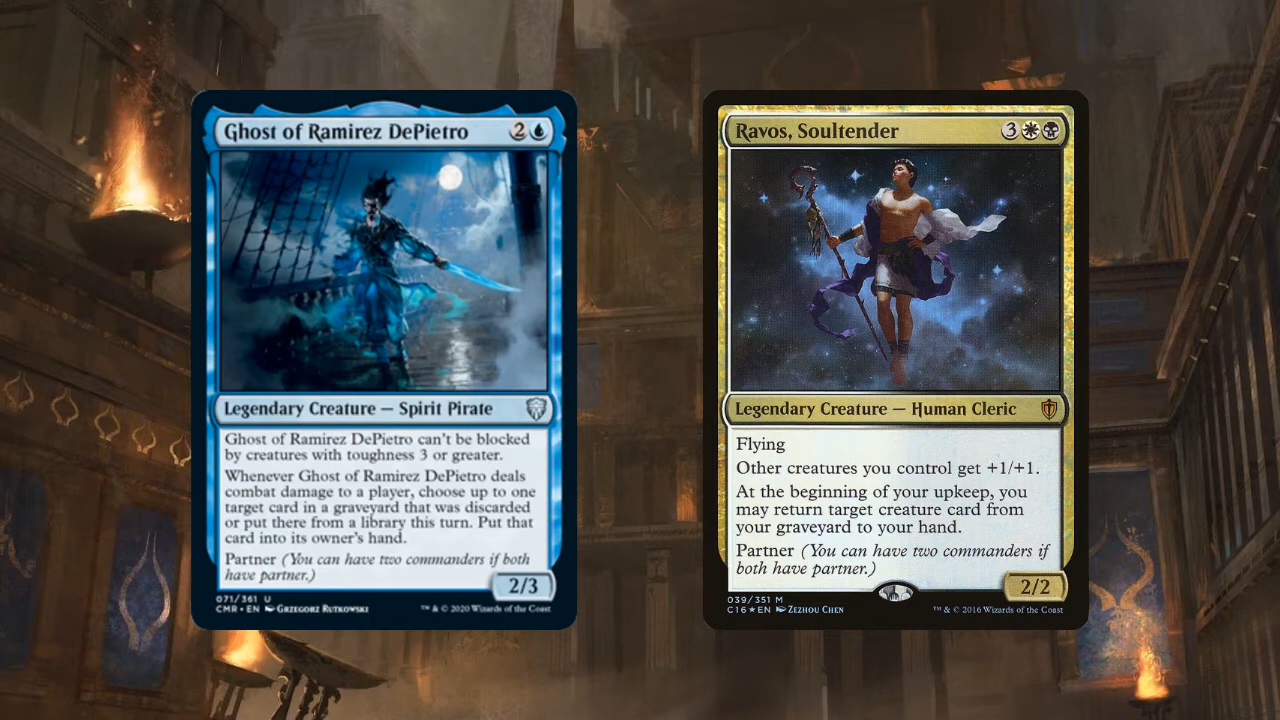 Ghost of Ramirez DePietro 2
Legendary Creature — Spirit Pirate
Ghost of Ramirez DePietro can't be blocked
by creatures with toughness 3 or greater.
Whenever Ghost of Ramirez DePietro deals
combat damage to a player, choose up to one
target card in a graveyard that was discarded
or put there from a library this turn. Put that
card into its owner's hand.
Partner (You can have two commanders if both
have partner.)
2/3
071/361 U
CMR • EN Grzegorz Rutkowski ™ & © 2020 Wizards of the Coast
Ravos, Soultender 3
Legendary Creature — Human Cleric
Flying
Other creatures you control get +1/+1.
At the beginning of your upkeep, you
may return target creature card from
your graveyard to your hand.
Partner (You can have two commanders if
both have partner.)
2/2
039/351 M
C16 ★ EN Zezhou Chen ™ & © 2016 Wizards of the Coast